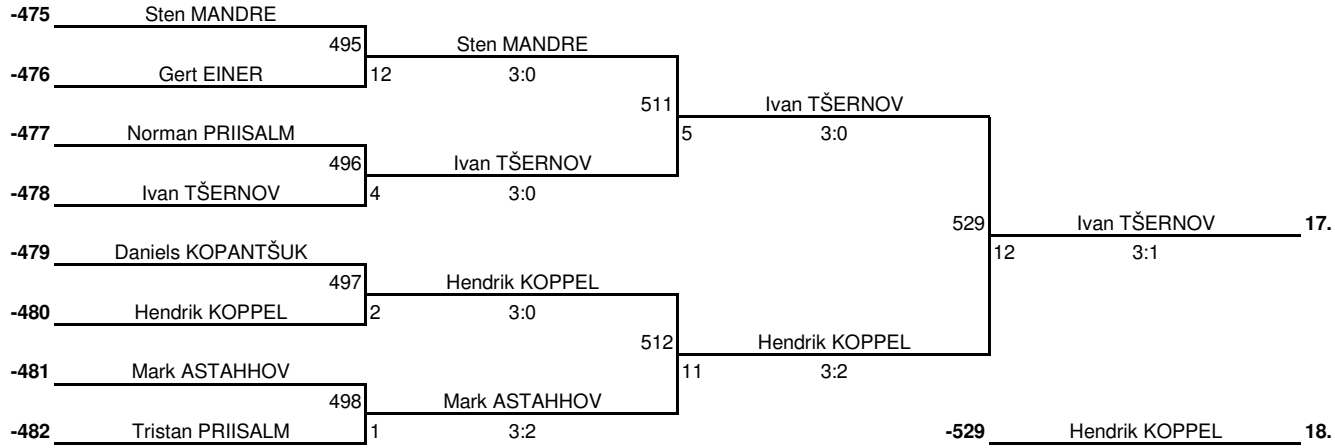 -475 Sten MANDRE
495 Sten MANDRE
-476 Gert EINER 12 3:0
511 Ivan TŠERNOV
-477 Norman PRIISALM 5 3:0
496 Ivan TŠERNOV
-478 Ivan TŠERNOV 4 3:0
529 Ivan TŠERNOV 17.
-479 Daniels KOPANTŠUK 12 3:1
497 Hendrik KOPPEL
-480 Hendrik KOPPEL 2 3:0
512 Hendrik KOPPEL
-481 Mark ASTAHHOV 11 3:2
498 Mark ASTAHHOV
-482 Tristan PRIISALM 1 3:2 -529 Hendrik KOPPEL 18.